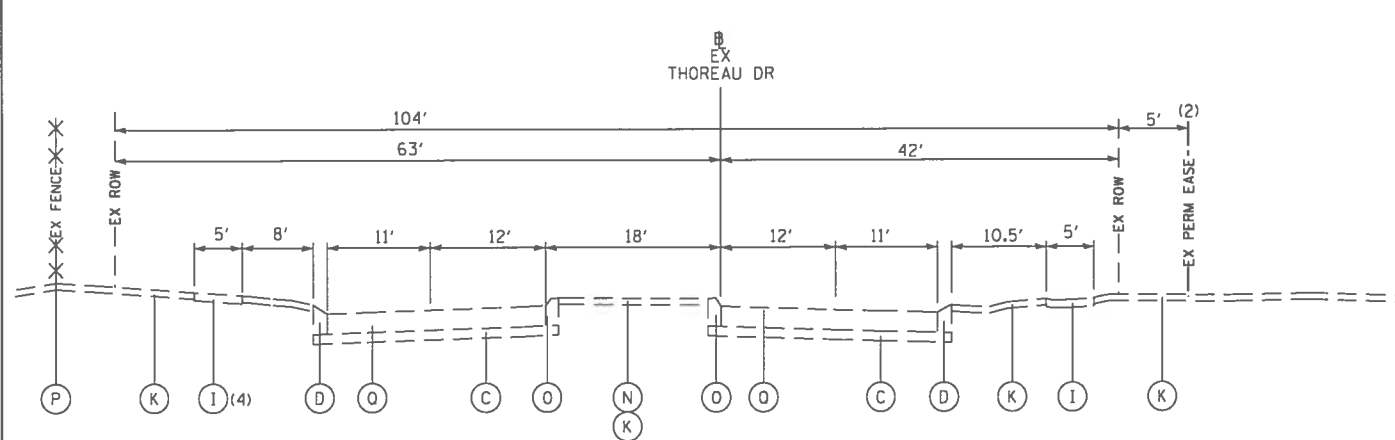 BL
EX
THOREAU DR
104'
5' (2)
63'
42'
EX FENCE
EX ROW
EX ROW
EX PERM EASE
5'
8'
11'
12'
18'
12'
11'
10.5'
5'
P
K
I (4)
D
Q
C
O
N
K
O
Q
C
D
K
I
K